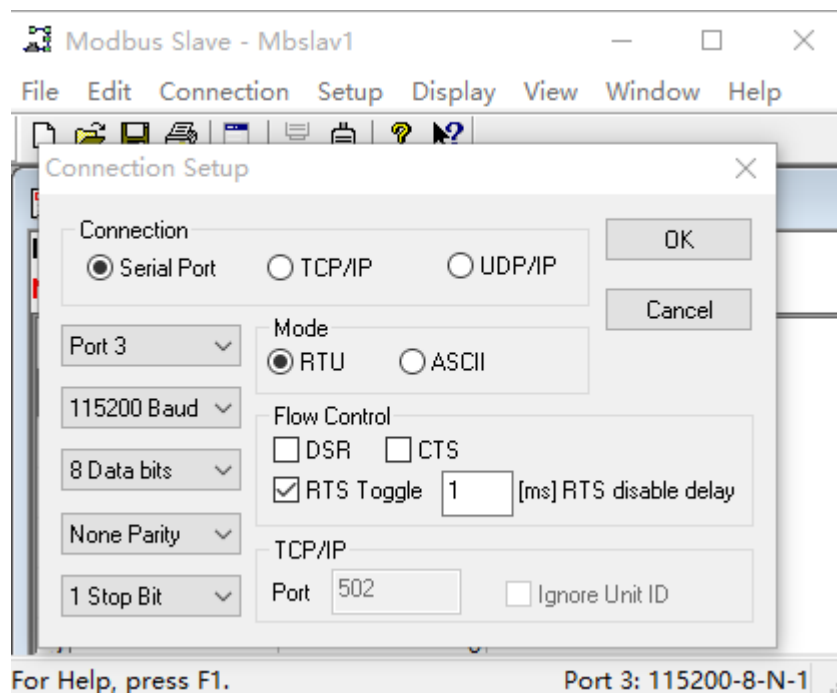 Modbus Slave - Mbslav1
File Edit Connection Setup Display View Window Help
Connection Setup
Connection
Serial Port TCP/IP UDP/IP
OK
Cancel
Port 3
115200 Baud
8 Data bits
None Parity
1 Stop Bit
Mode
RTU ASCII
Flow Control
DSR CTS
RTS Toggle 1 [ms] RTS disable delay
TCP/IP
Port 502 Ignore Unit ID
For Help, press F1. Port 3: 115200-8-N-1